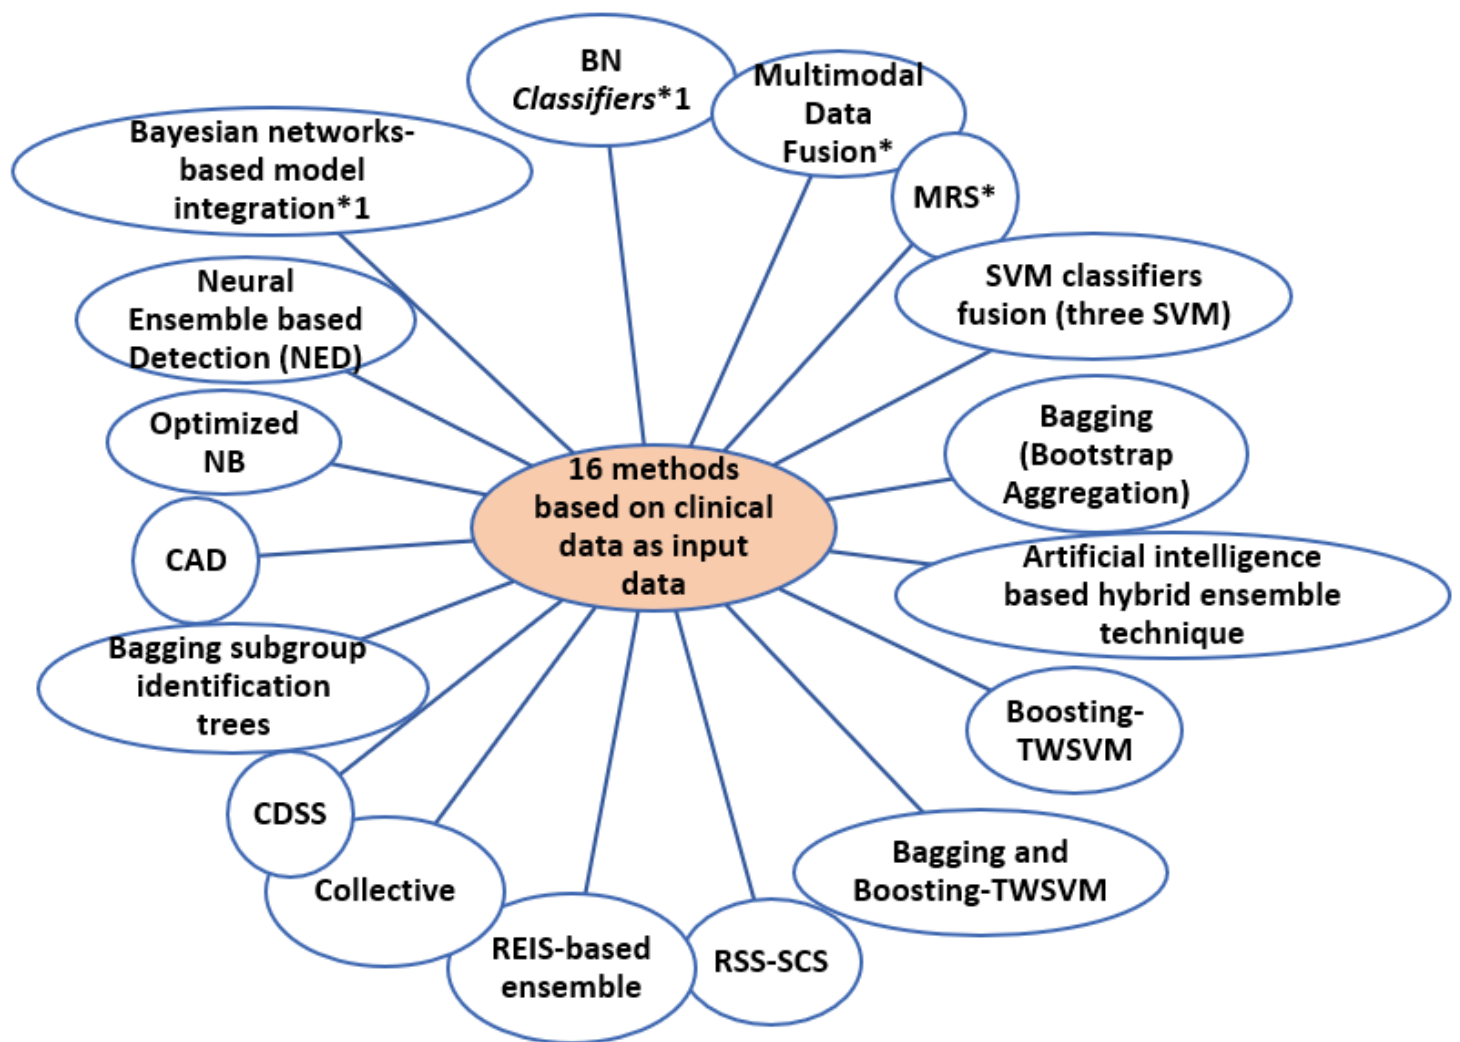 BN
Classifiers*1
Multimodal
Data
Fusion*
MRS*
SVM classifiers
fusion (three SVM)
Bagging
(Bootstrap
Aggregation)
Artificial intelligence
based hybrid ensemble
technique
Boosting-
TWSVM
Bagging and
Boosting-TWSVM
RSS-SCS
REIS-based
ensemble
Collective
CDSS
Bagging subgroup
identification
trees
CAD
Optimized
NB
Neural
Ensemble based
Detection (NED)
Bayesian networks-
based model
integration*1
16 methods
based on clinical
data as input
data